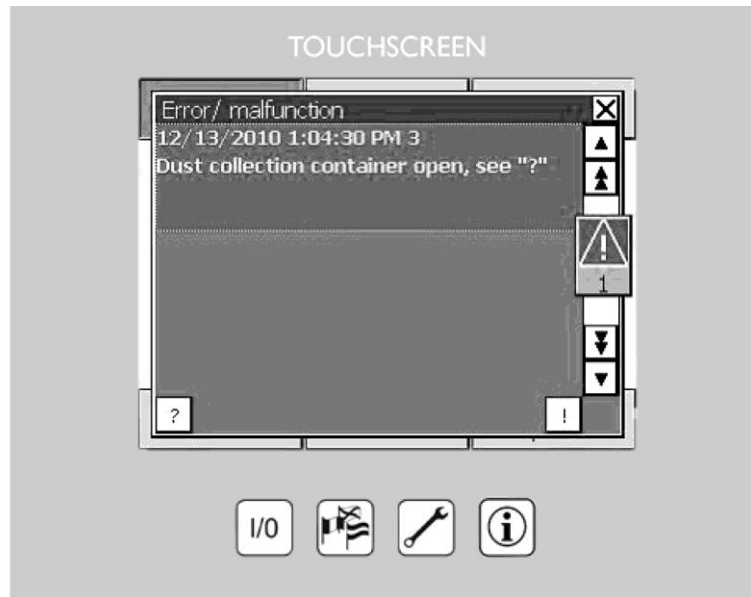 TOUCHSCREEN
Error/ malfunction
12/13/2010 1:04:30 PM 3
Dust collection container open, see "?"
1
?
!
I/0